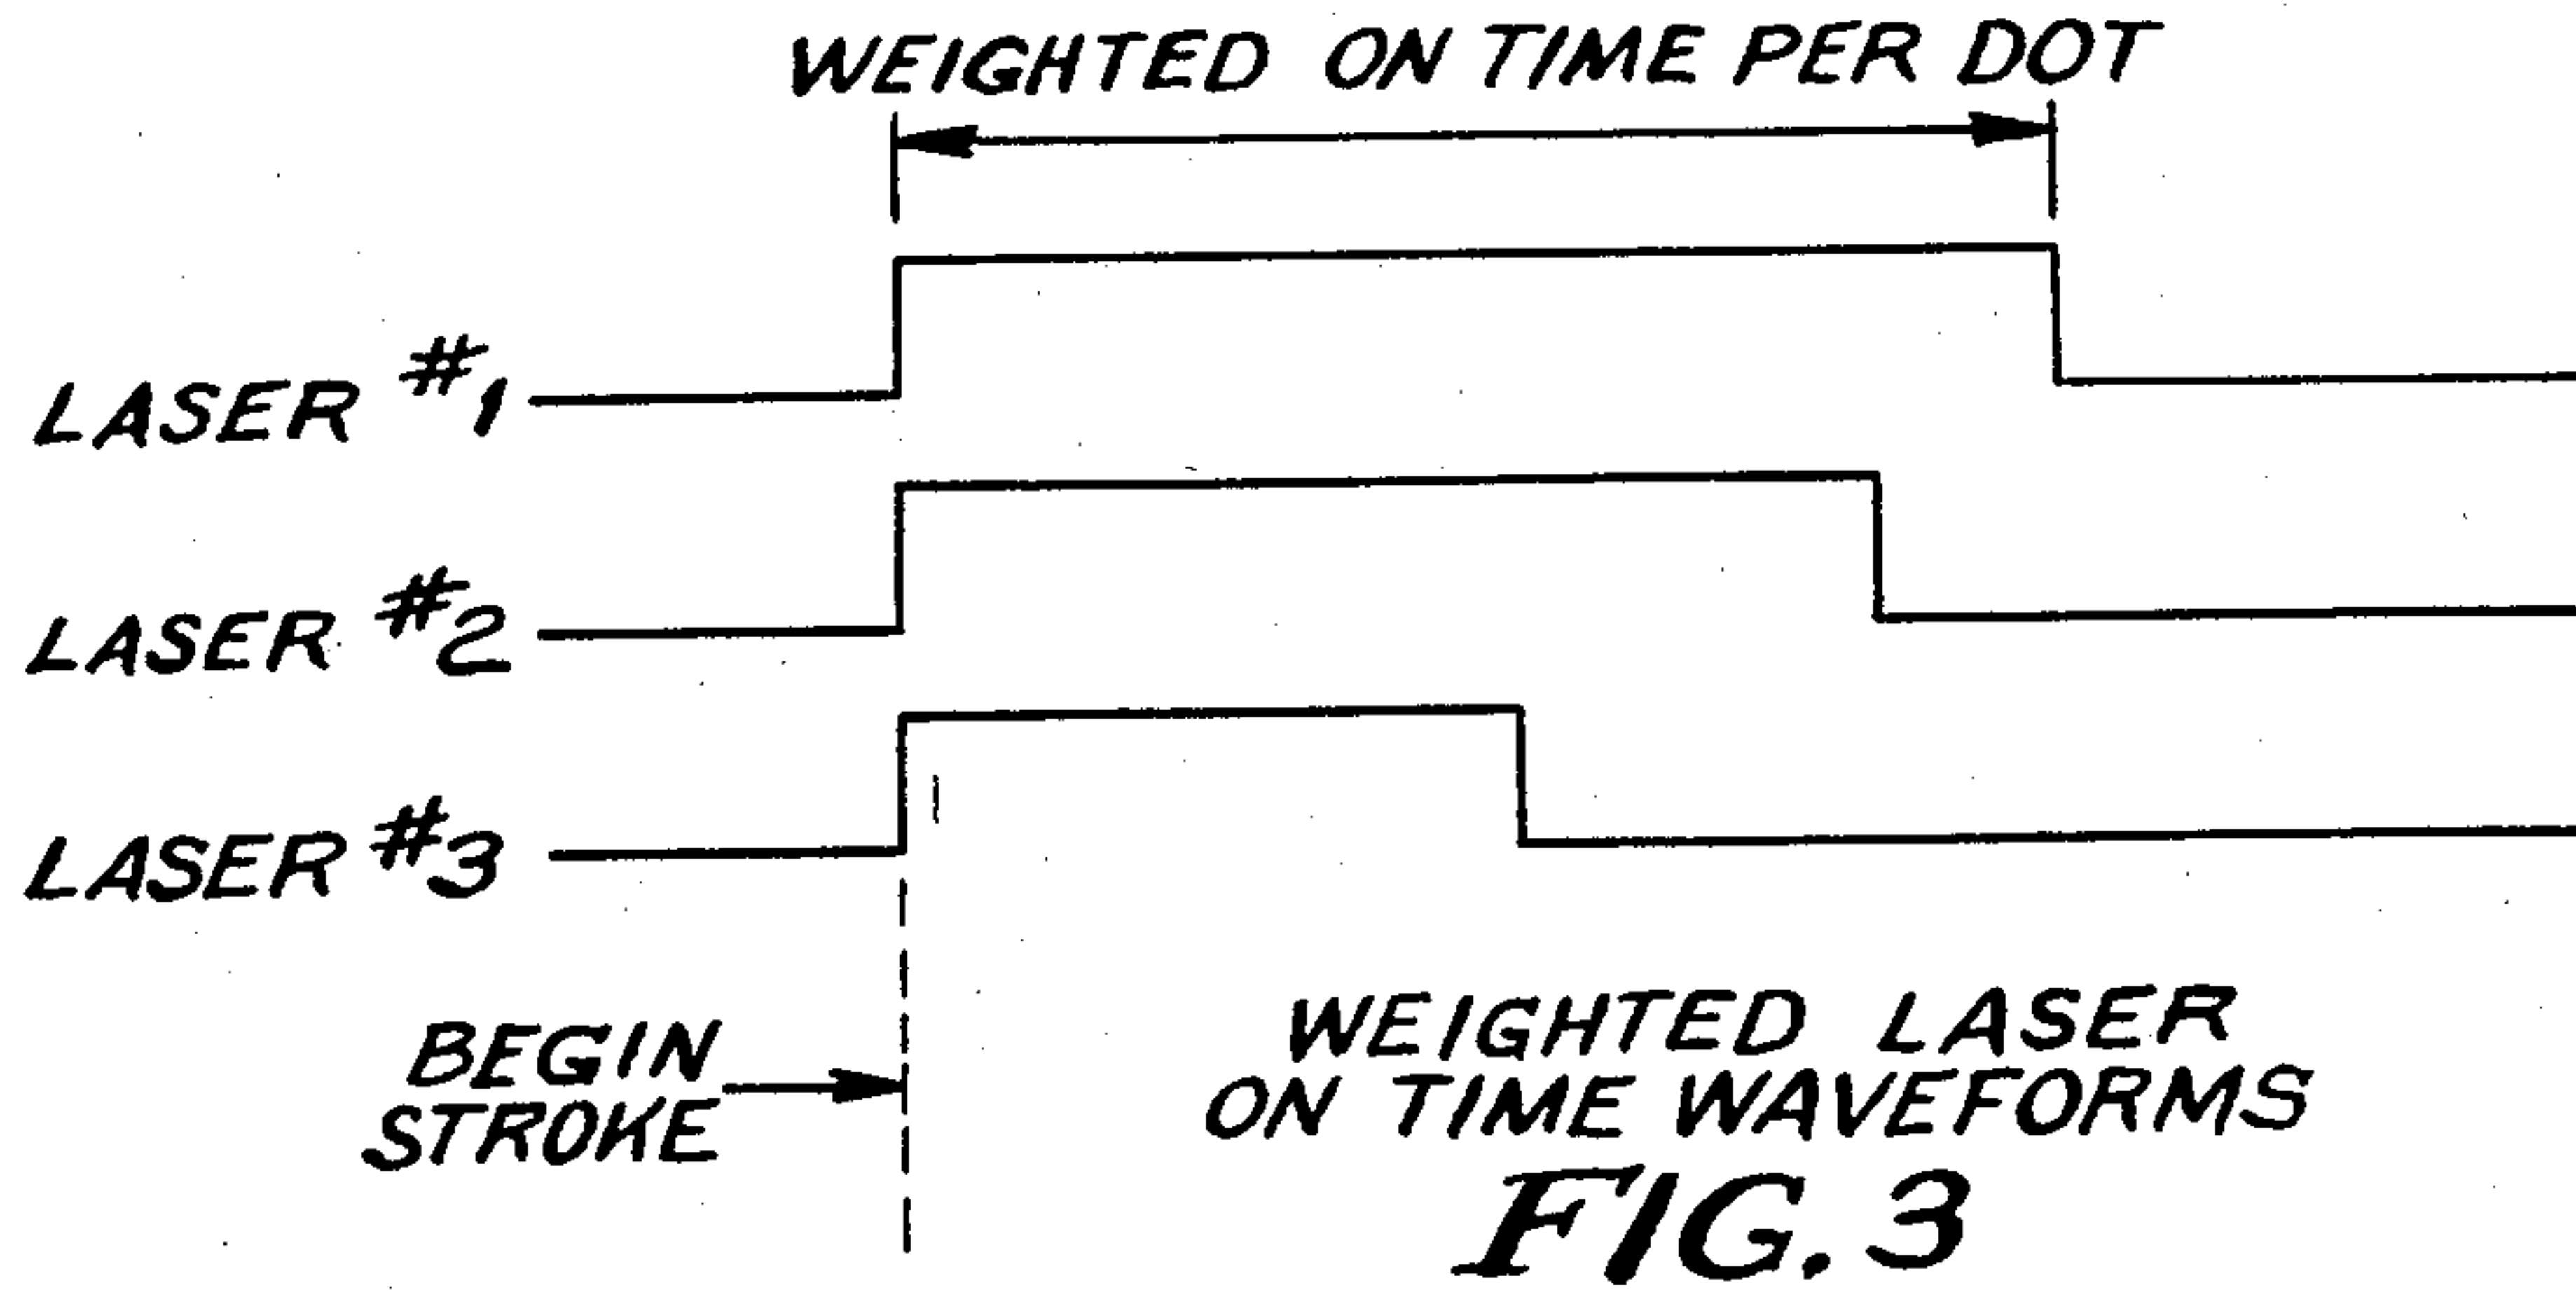 WEIGHTED ON TIME PER DOT
LASER #1
LASER #2
LASER #3
BEGIN
STROKE
WEIGHTED LASER
ON TIME WAVEFORMS
FIG. 3